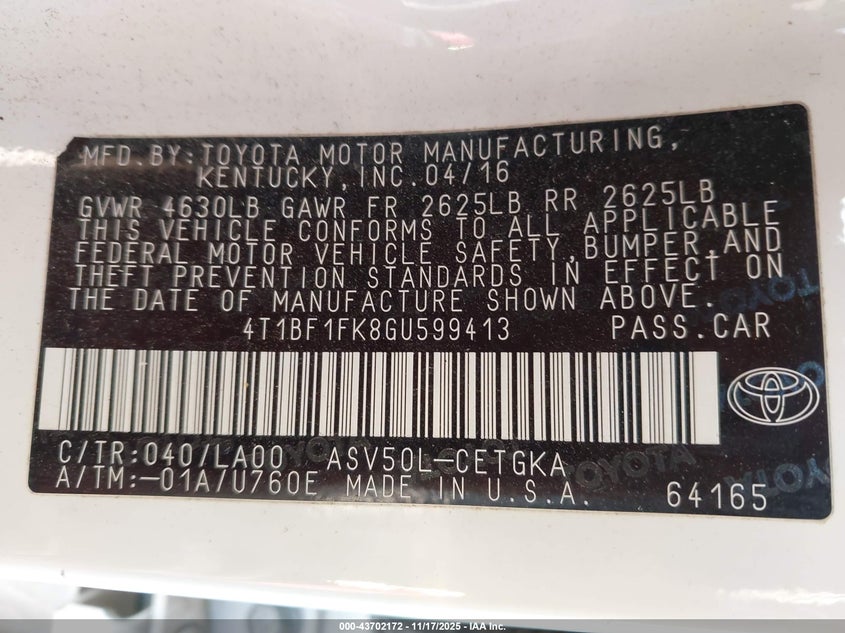 MFD.BY:TOYOTA MOTOR MANUFACTURING,
KENTUCKY,INC.04/16
GVWR 4630LB GAWR FR 2625LB RR 2625LB
THIS VEHICLE CONFORMS TO ALL APPLICABLE
FEDERAL MOTOR VEHICLE SAFETY,BUMPER,AND
THEFT PREVENTION STANDARDS IN EFFECT ON
THE DATE OF MANUFACTURE SHOWN ABOVE.
4T1BF1FK8GU599413 PASS.CAR
C/TR:040/LA00 ASV50L-CETGKA
A/TM:-01A/U760E MADE IN U.S.A. 64165
TOYOTA
000-43702172 - 11/17/2025 - IAA Inc.